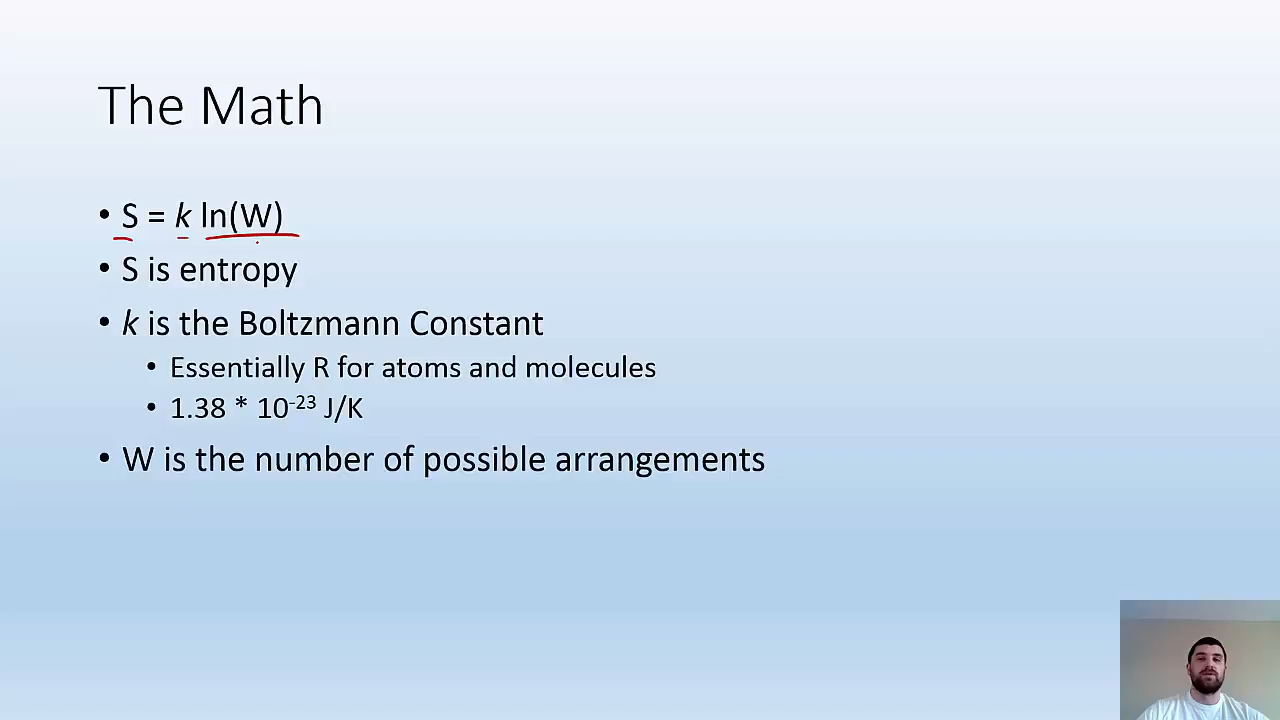 The Math
• S = k ln(W)
• S is entropy
• k is the Boltzmann Constant
• Essentially R for atoms and molecules
• 1.38 * 10⁻²³ J/K
• W is the number of possible arrangements